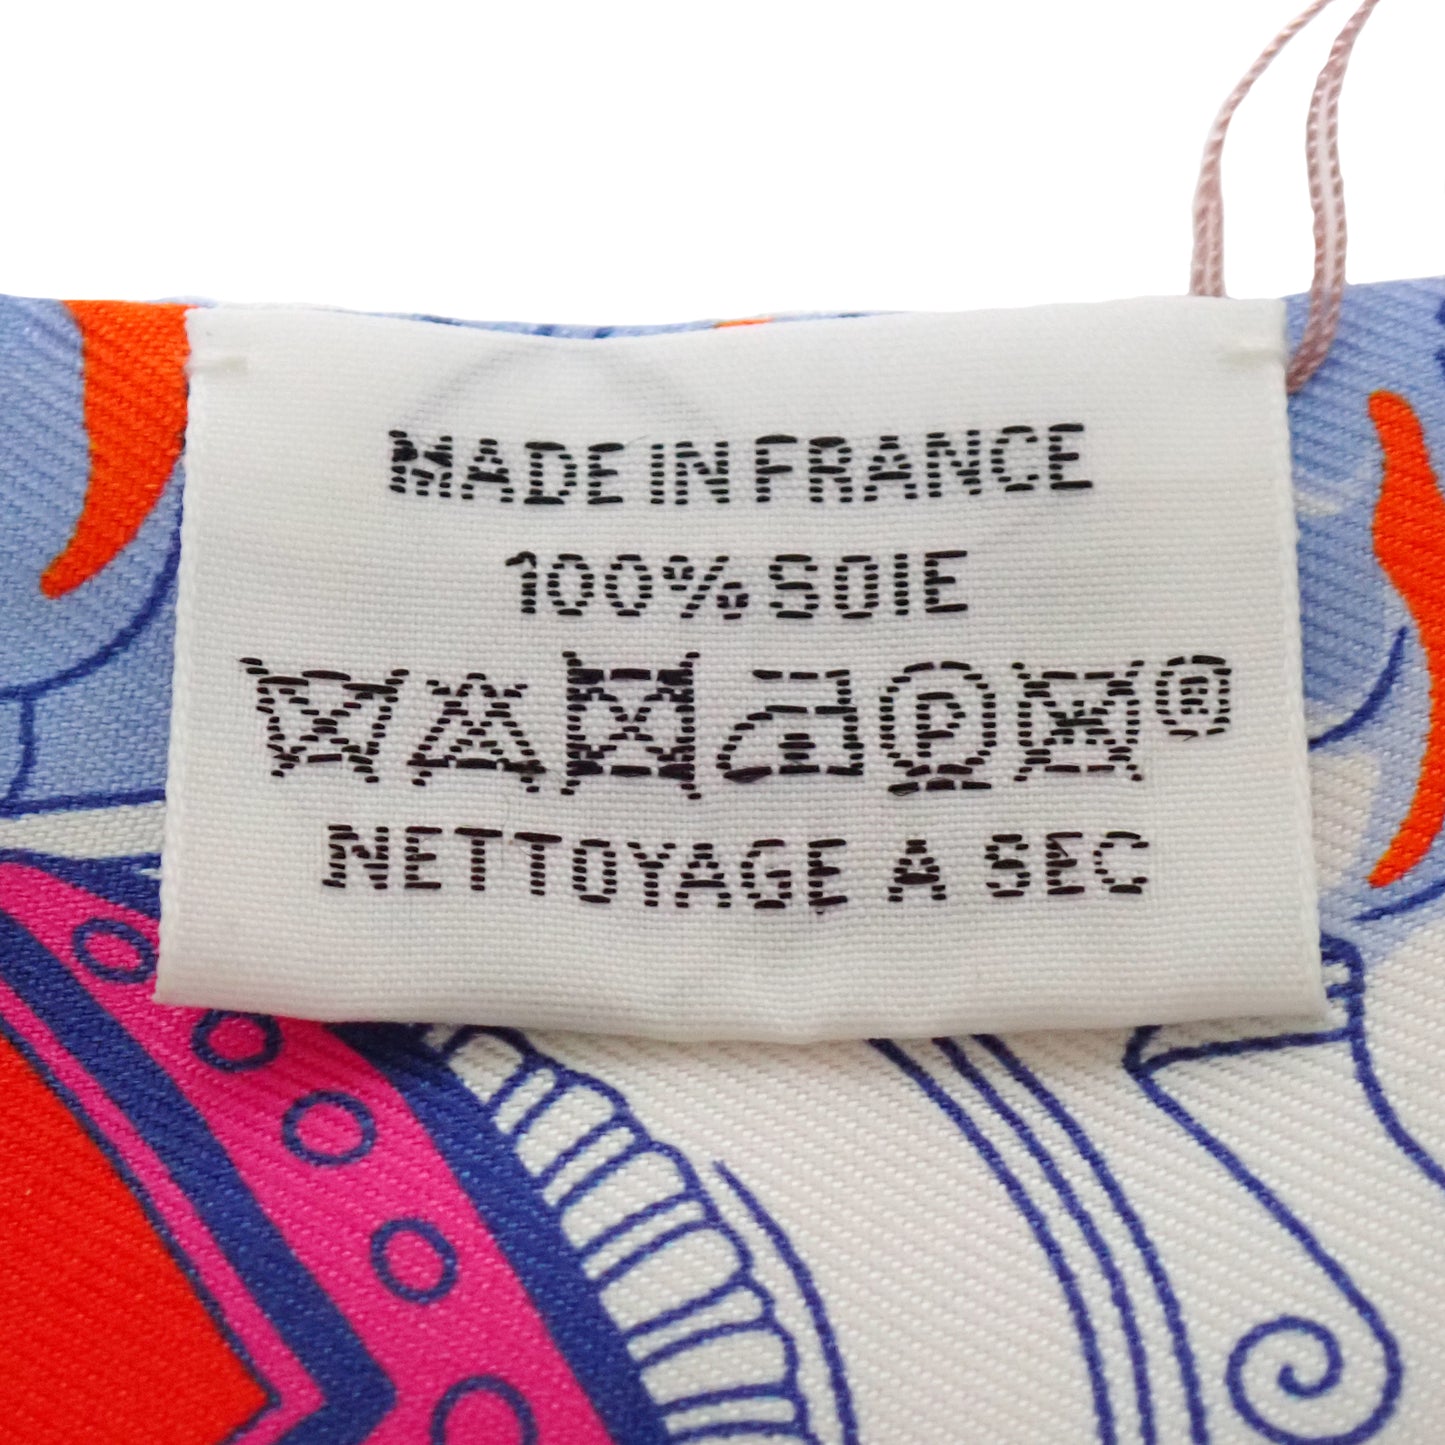 MADE IN FRANCE
100% SOIE
P W ®
NETTOYAGE A SEC